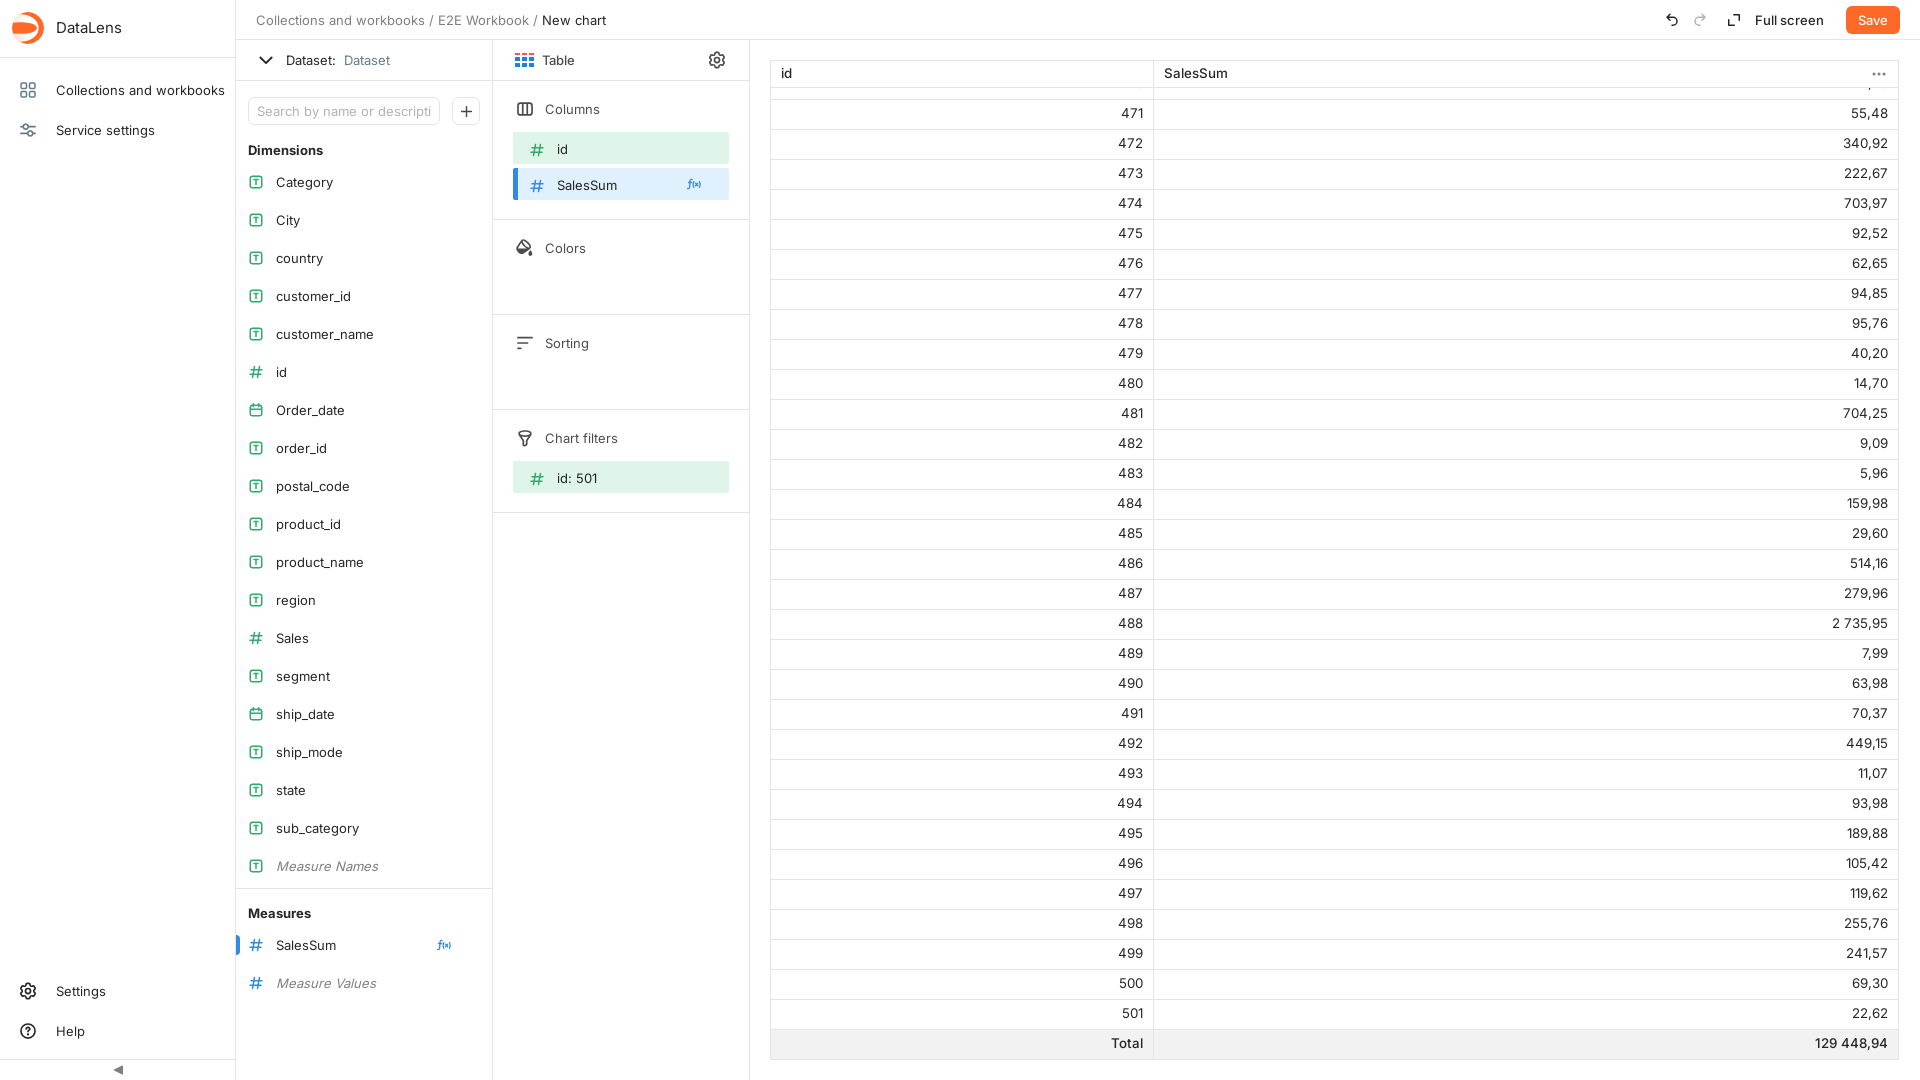 DataLens
Collections and workbooks
Service settings
Settings
Help
Collections and workbooks / E2E Workbook / New chart
Full screen
Save
Dataset: Dataset
Search by name or descripti
Dimensions
Category
City
country
customer_id
customer_name
id
Order_date
order_id
postal_code
product_id
product_name
region
Sales
segment
ship_date
ship_mode
state
sub_category
Measure Names
Measures
SalesSum
Measure Values
Table
Columns
id
SalesSum
Colors
Sorting
Chart filters
id: 501
id SalesSum
471 55,48
472 340,92
473 222,67
474 703,97
475 92,52
476 62,65
477 94,85
478 95,76
479 40,20
480 14,70
481 704,25
482 9,09
483 5,96
484 159,98
485 29,60
486 514,16
487 279,96
488 2 735,95
489 7,99
490 63,98
491 70,37
492 449,15
493 11,07
494 93,98
495 189,88
496 105,42
497 119,62
498 255,76
499 241,57
500 69,30
501 22,62
Total 129 448,94